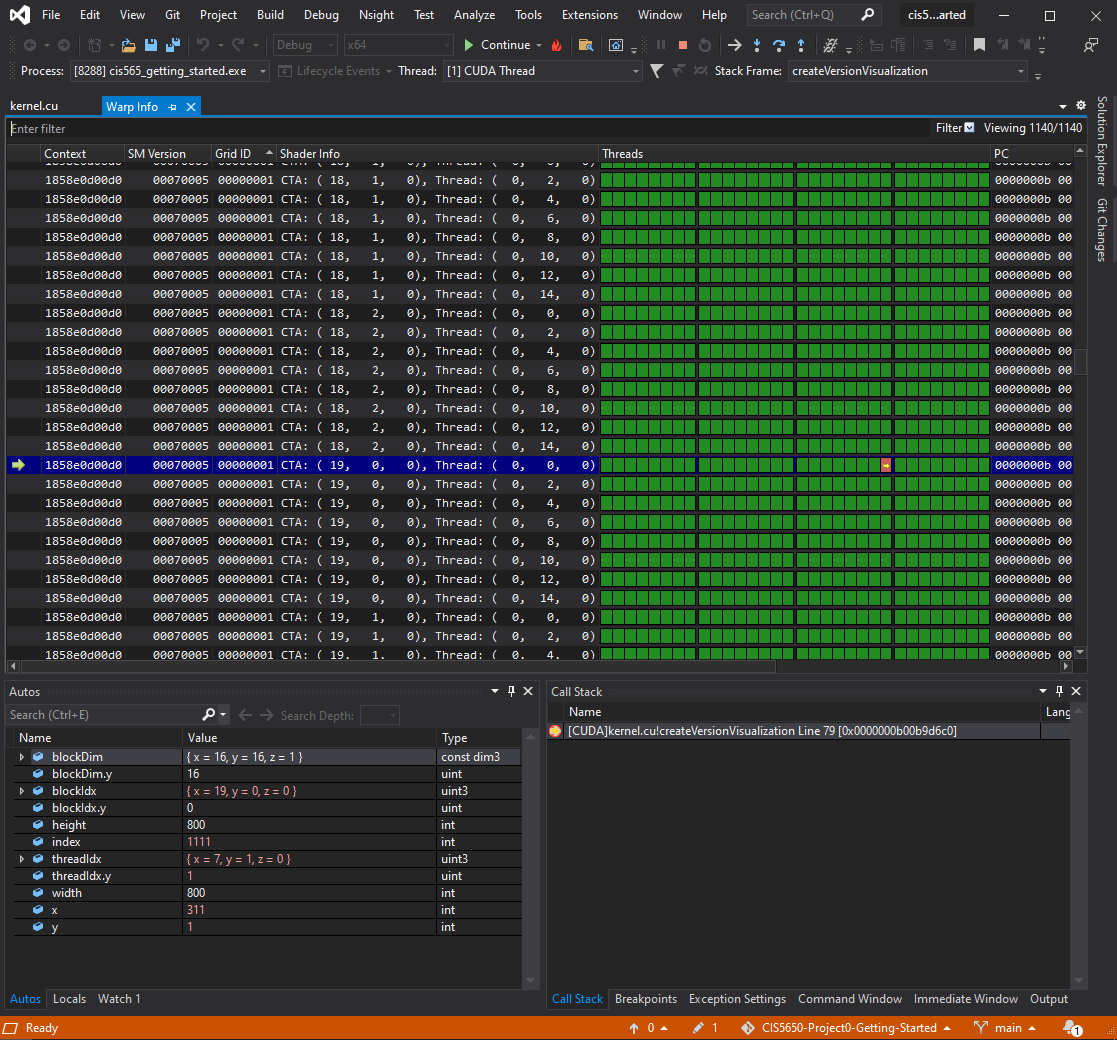 File Edit View Git Project Build Debug Nsight Test Analyze Tools Extensions Window Help Search (Ctrl+Q) cis5...arted
Debug x64 Continue
Process: [8288] cis565_getting_started.exe Lifecycle Events Thread: [1] CUDA Thread Stack Frame: createVersionVisualization
kernel.cu Warp Info
Enter filter Filter Viewing 1140/1140
Context SM Version Grid ID Shader Info Threads PC
1858e0d00d0 00070005 00000001 CTA: ( 18, 1, 0), Thread: ( 0, 2, 0) 0000000b 00
1858e0d00d0 00070005 00000001 CTA: ( 18, 1, 0), Thread: ( 0, 4, 0) 0000000b 00
1858e0d00d0 00070005 00000001 CTA: ( 18, 1, 0), Thread: ( 0, 6, 0) 0000000b 00
1858e0d00d0 00070005 00000001 CTA: ( 18, 1, 0), Thread: ( 0, 8, 0) 0000000b 00
1858e0d00d0 00070005 00000001 CTA: ( 18, 1, 0), Thread: ( 0, 10, 0) 0000000b 00
1858e0d00d0 00070005 00000001 CTA: ( 18, 1, 0), Thread: ( 0, 12, 0) 0000000b 00
1858e0d00d0 00070005 00000001 CTA: ( 18, 1, 0), Thread: ( 0, 14, 0) 0000000b 00
1858e0d00d0 00070005 00000001 CTA: ( 18, 2, 0), Thread: ( 0, 0, 0) 0000000b 00
1858e0d00d0 00070005 00000001 CTA: ( 18, 2, 0), Thread: ( 0, 2, 0) 0000000b 00
1858e0d00d0 00070005 00000001 CTA: ( 18, 2, 0), Thread: ( 0, 4, 0) 0000000b 00
1858e0d00d0 00070005 00000001 CTA: ( 18, 2, 0), Thread: ( 0, 6, 0) 0000000b 00
1858e0d00d0 00070005 00000001 CTA: ( 18, 2, 0), Thread: ( 0, 8, 0) 0000000b 00
1858e0d00d0 00070005 00000001 CTA: ( 18, 2, 0), Thread: ( 0, 10, 0) 0000000b 00
1858e0d00d0 00070005 00000001 CTA: ( 18, 2, 0), Thread: ( 0, 12, 0) 0000000b 00
1858e0d00d0 00070005 00000001 CTA: ( 18, 2, 0), Thread: ( 0, 14, 0) 0000000b 00
1858e0d00d0 00070005 00000001 CTA: ( 19, 0, 0), Thread: ( 0, 0, 0) 0000000b 00
1858e0d00d0 00070005 00000001 CTA: ( 19, 0, 0), Thread: ( 0, 2, 0) 0000000b 00
1858e0d00d0 00070005 00000001 CTA: ( 19, 0, 0), Thread: ( 0, 4, 0) 0000000b 00
1858e0d00d0 00070005 00000001 CTA: ( 19, 0, 0), Thread: ( 0, 6, 0) 0000000b 00
1858e0d00d0 00070005 00000001 CTA: ( 19, 0, 0), Thread: ( 0, 8, 0) 0000000b 00
1858e0d00d0 00070005 00000001 CTA: ( 19, 0, 0), Thread: ( 0, 10, 0) 0000000b 00
1858e0d00d0 00070005 00000001 CTA: ( 19, 0, 0), Thread: ( 0, 12, 0) 0000000b 00
1858e0d00d0 00070005 00000001 CTA: ( 19, 0, 0), Thread: ( 0, 14, 0) 0000000b 00
1858e0d00d0 00070005 00000001 CTA: ( 19, 1, 0), Thread: ( 0, 0, 0) 0000000b 00
1858e0d00d0 00070005 00000001 CTA: ( 19, 1, 0), Thread: ( 0, 2, 0) 0000000b 00
1858e0d00d0 00070005 00000001 CTA: ( 19, 1, 0), Thread: ( 0, 4, 0) 0000000b 00
Solution Explorer
Git Changes
Autos
Search (Ctrl+E) Search Depth:
Name Value Type
blockDim { x = 16, y = 16, z = 1 } const dim3
blockDim.y 16 uint
blockIdx { x = 19, y = 0, z = 0 } uint3
blockIdx.y 0 uint
height 800 int
index 1111 int
threadIdx { x = 7, y = 1, z = 0 } uint3
threadIdx.y 1 uint
width 800 int
x 311 int
y 1 int
Autos Locals Watch 1
Call Stack
Name Lang
[CUDA]kernel.cu!createVersionVisualization Line 79 [0x0000000b00b9d6c0]
Call Stack Breakpoints Exception Settings Command Window Immediate Window Output
Ready 0 1 CIS5650-Project0-Getting-Started main 1